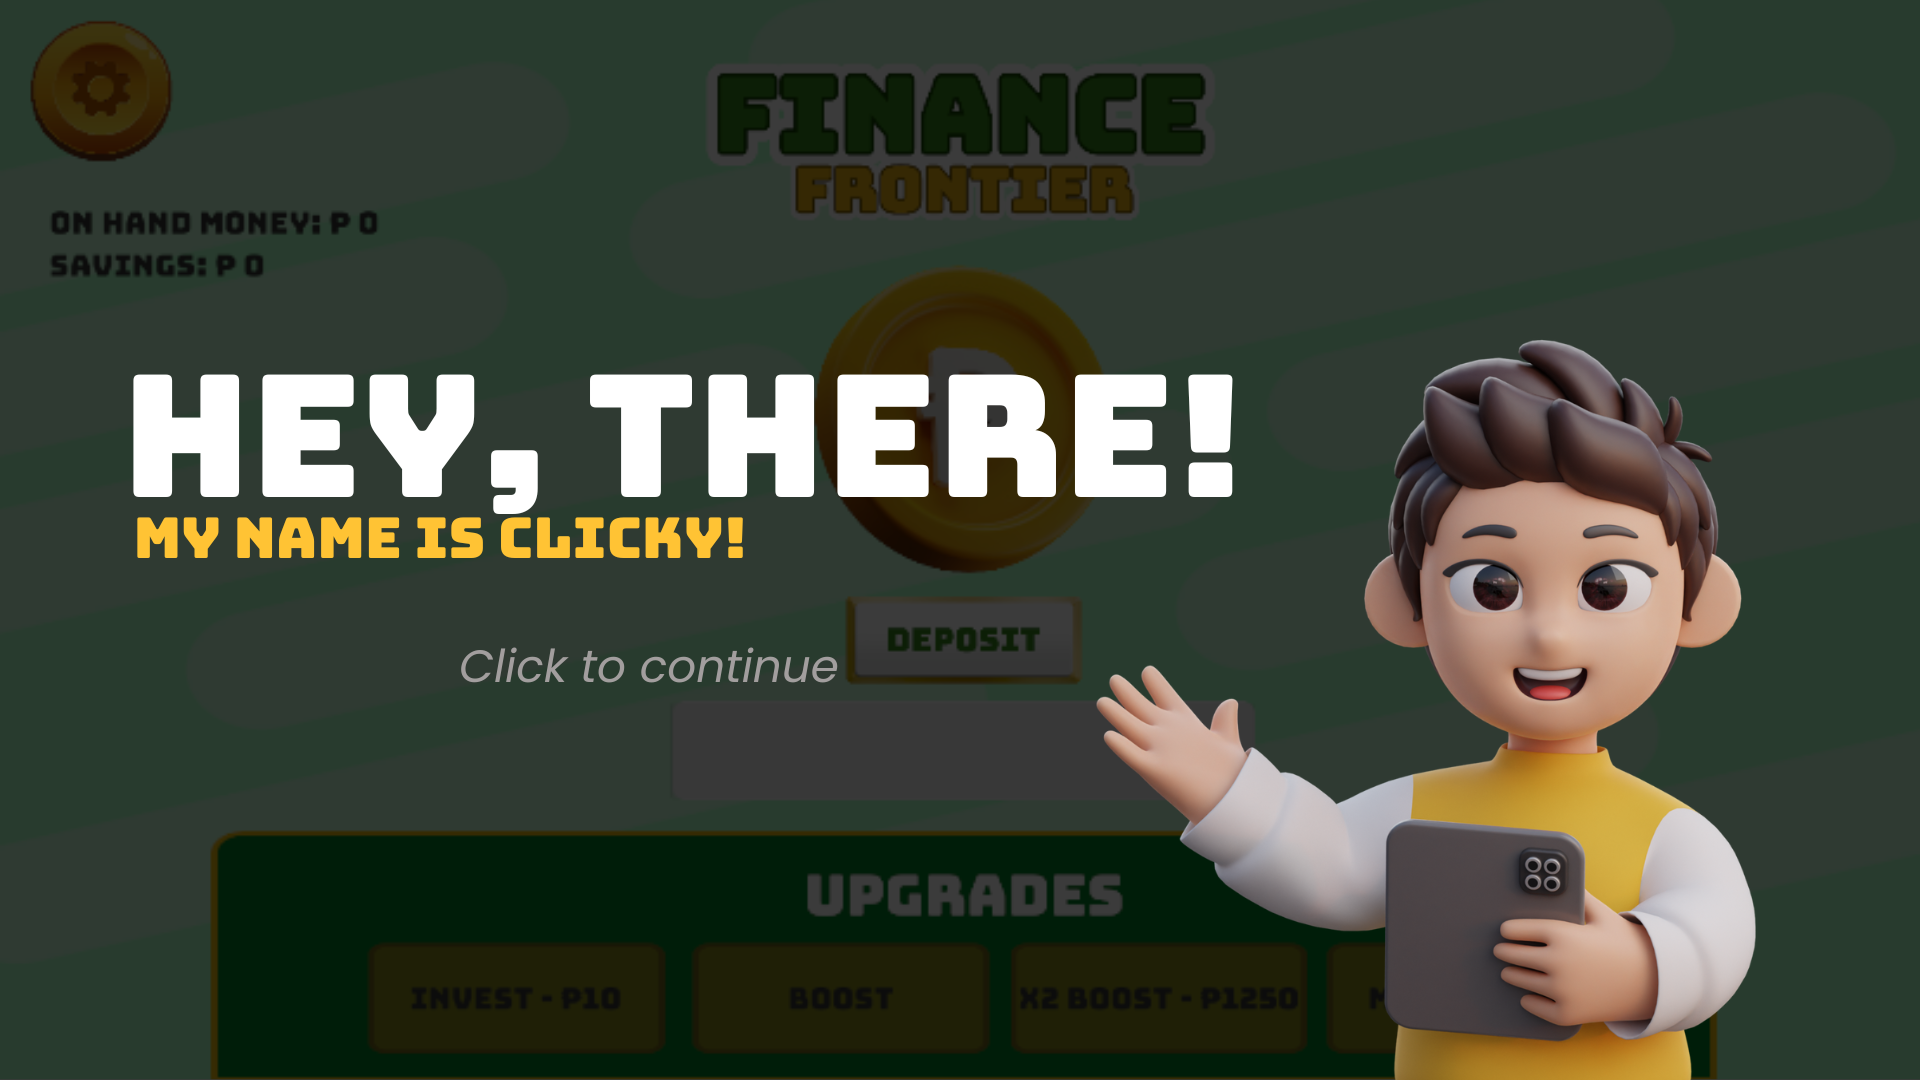 FINANCE
FRONTIER
ON HAND MONEY: P 0
SAVINGS: P 0
HEY, THERE!
MY NAME IS CLICKY!
DEPOSIT
Click to continue
UPGRADES
INVEST - P10
BOOST
X2 BOOST - P1250